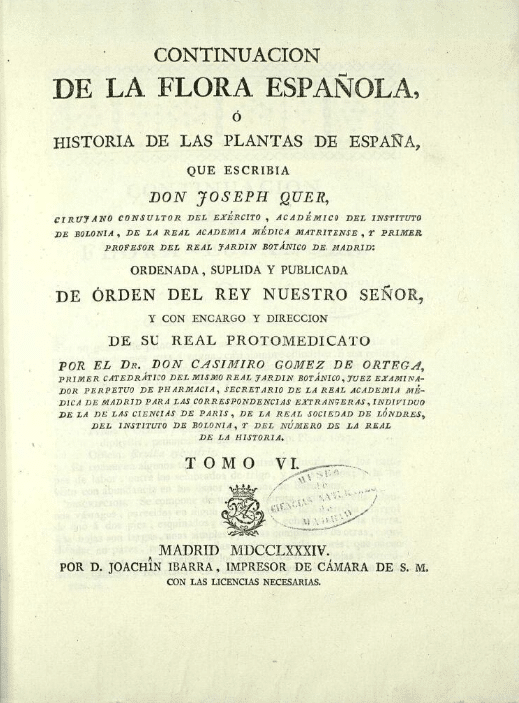 CONTINUACION
DE LA FLORA ESPAÑOLA,
Ó
HISTORIA DE LAS PLANTAS DE ESPAÑA,
QUE ESCRIBIA
DON JOSEPH QUER,
CIRUJANO CONSULTOR DEL EXÉRCITO, ACADÉMICO DEL INSTITUTO
DE BOLONIA, DE LA REAL ACADEMIA MÉDICA MATRITENSE, Y PRIMER
PROFESOR DEL REAL JARDIN BOTÁNICO DE MADRID:
ORDENADA, SUPLIDA Y PUBLICADA
DE ÓRDEN DEL REY NUESTRO SEÑOR,
Y CON ENCARGO Y DIRECCION
DE SU REAL PROTOMEDICATO
POR EL DR. DON CASIMIRO GOMEZ DE ORTEGA,
PRIMER CATEDRÁTICO DEL MISMO REAL JARDIN BOTÁNICO, JUEZ EXAMINA-
DOR PERPETUO DE PHARMACIA, SECRETARIO DE LA REAL ACADEMIA MÉ-
DICA DE MADRID PARA LAS CORRESPONDENCIAS EXTRANJERAS, INDIVIDUO
DE LA DE LAS CIENCIAS DE PARIS, DE LA REAL SOCIEDAD DE LÓNDRES,
DEL INSTITUTO DE BOLONIA, Y DEL NÚMERO DE LA REAL
DE LA HISTORIA.
TOMO VI.
MUSEO
DE
CIENCIAS
MADRID
MADRID MDCCLXXXIV.
POR D. JOACHÎN IBARRA, IMPRESOR DE CÁMARA DE S. M.
CON LAS LICENCIAS NECESARIAS.